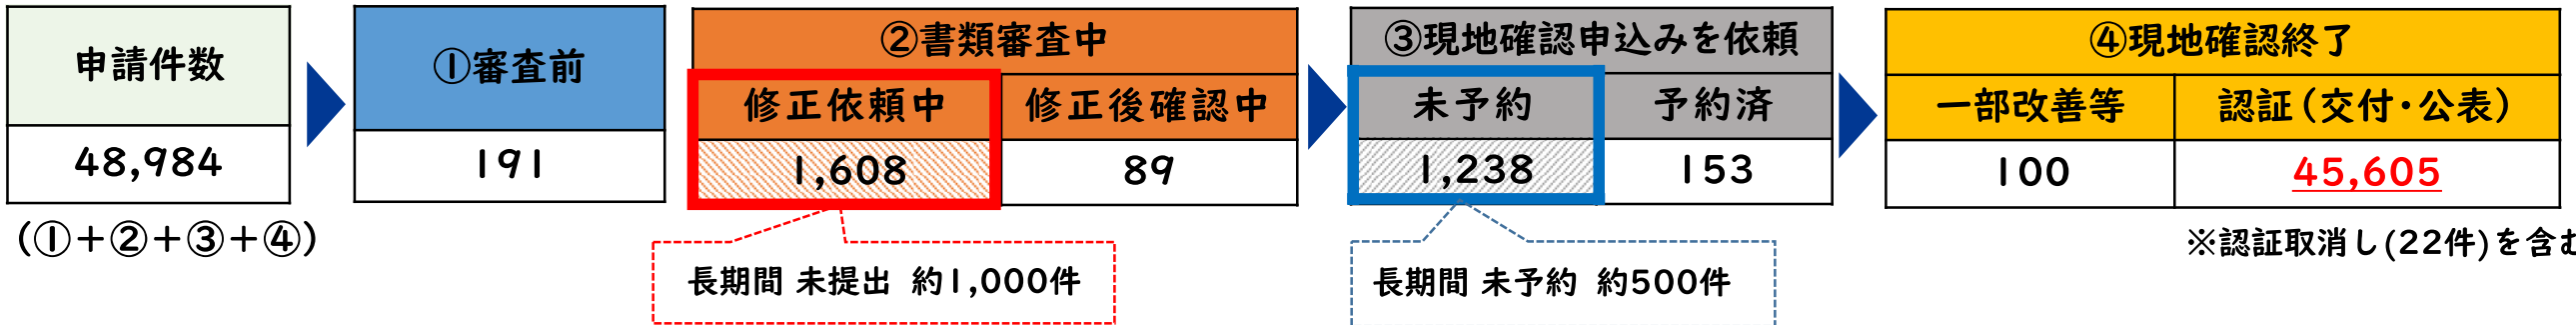 申請件数
48,984
(①+②+③+④)
①審査前
191
②書類審査中
修正依頼中
修正後確認中
1,608
89
長期間 未提出 約1,000件
③現地確認申込みを依頼
未予約
予約済
1,238
153
長期間 未予約 約500件
④現地確認終了
一部改善等
認証(交付・公表)
100
45,605
※認証取消し(22件)を含む